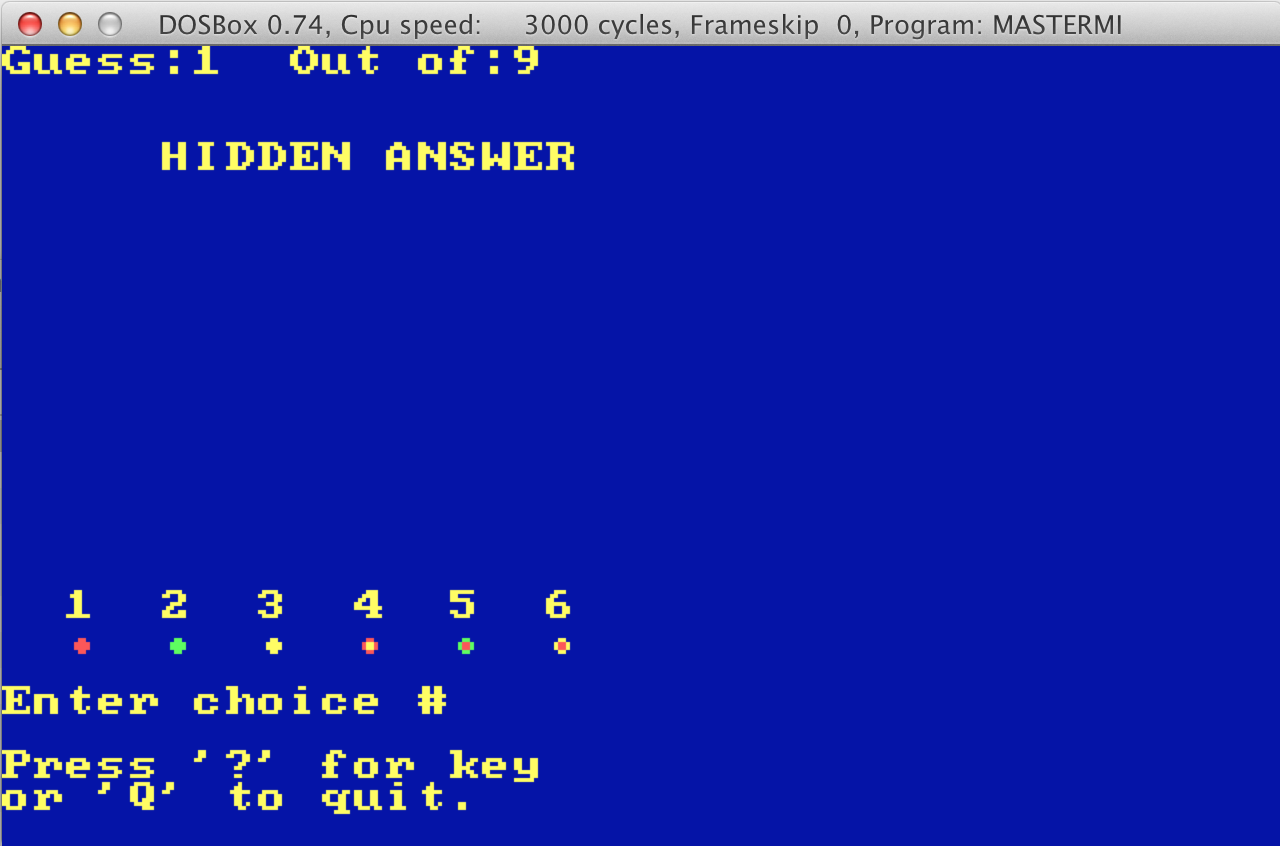 DOSBox 0.74, Cpu speed: 3000 cycles, Frameskip 0, Program: MASTERMI
Guess:1 Out of:9
HIDDEN ANSWER
1 2 3 4 5 6
Enter choice #
Press '?' for key
or 'Q' to quit.